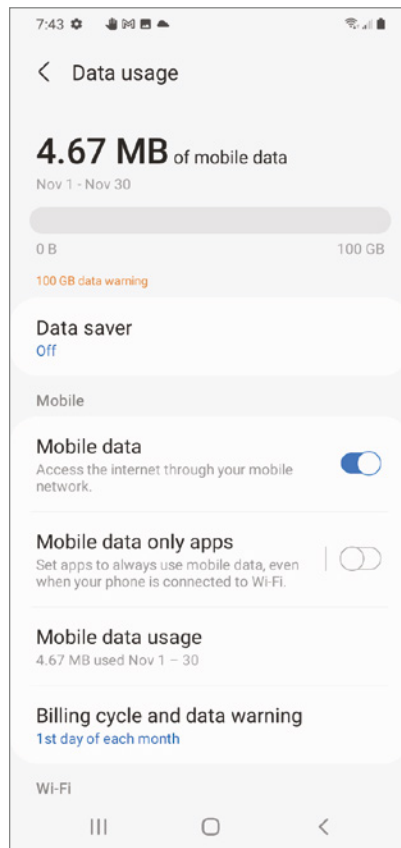 7:43
Data usage
4.67 MB of mobile data
Nov 1 - Nov 30
0 B 100 GB
100 GB data warning
Data saver
Off
Mobile
Mobile data
Access the internet through your mobile
network.
Mobile data only apps
Set apps to always use mobile data, even
when your phone is connected to Wi-Fi.
Mobile data usage
4.67 MB used Nov 1 – 30
Billing cycle and data warning
1st day of each month
Wi-Fi